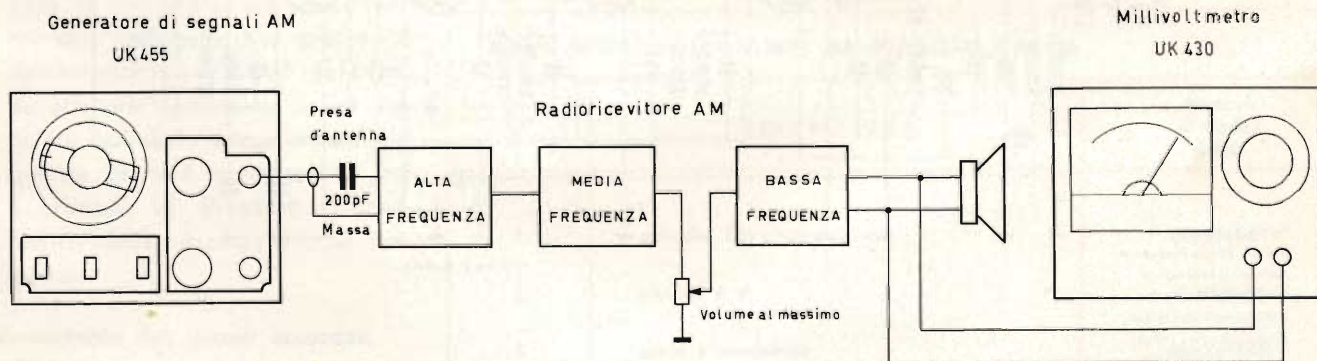 Generatore di segnali AM
UK 455
Millivoltmetro
UK 430
Presa
d'antenna
Radioricevitore AM
200pF
Massa
ALTA
FREQUENZA
MEDIA
FREQUENZA
BASSA
FREQUENZA
Volume al massimo